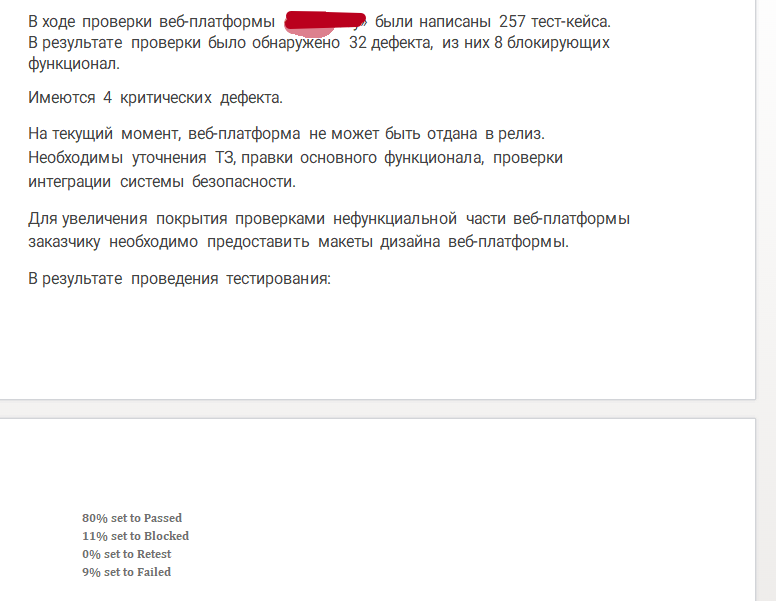 В ходе проверки веб-платформы » были написаны 257 тест-кейса.
В результате проверки было обнаружено 32 дефекта, из них 8 блокирующих
функционал.
Имеются 4 критических дефекта.
На текущий момент, веб-платформа не может быть отдана в релиз.
Необходимы уточнения ТЗ, правки основного функционала, проверки
интеграции системы безопасности.
Для увеличения покрытия проверками нефункциальной части веб-платформы
заказчику необходимо предоставить макеты дизайна веб-платформы.
В результате проведения тестирования:
80% set to Passed
11% set to Blocked
0% set to Retest
9% set to Failed